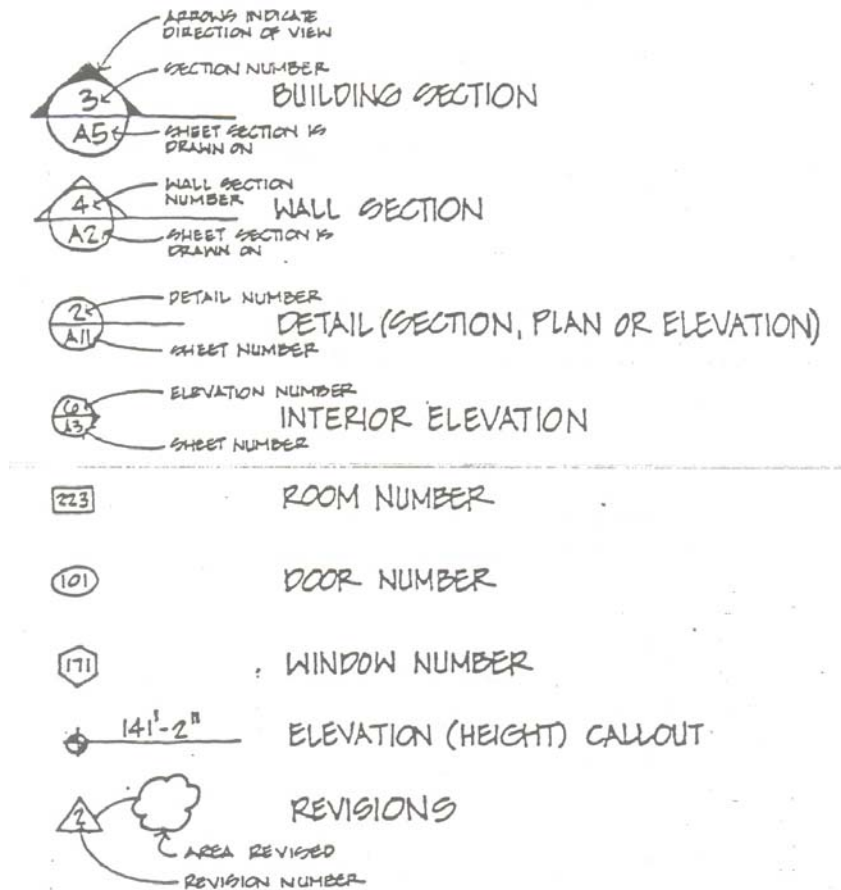 ARROWS INDICATE
DIRECTION OF VIEW
SECTION NUMBER
3
BUILDING SECTION
A5
SHEET SECTION IS
DRAWN ON
WALL SECTION
NUMBER
4
WALL SECTION
A2
SHEET SECTION IS
DRAWN ON
DETAIL NUMBER
2
DETAIL (SECTION, PLAN OR ELEVATION)
A11
SHEET NUMBER
ELEVATION NUMBER
6
INTERIOR ELEVATION
A3
SHEET NUMBER
223 ROOM NUMBER
101 DOOR NUMBER
171 WINDOW NUMBER
141'-2" ELEVATION (HEIGHT) CALLOUT
2 REVISIONS
AREA REVISED
REVISION NUMBER